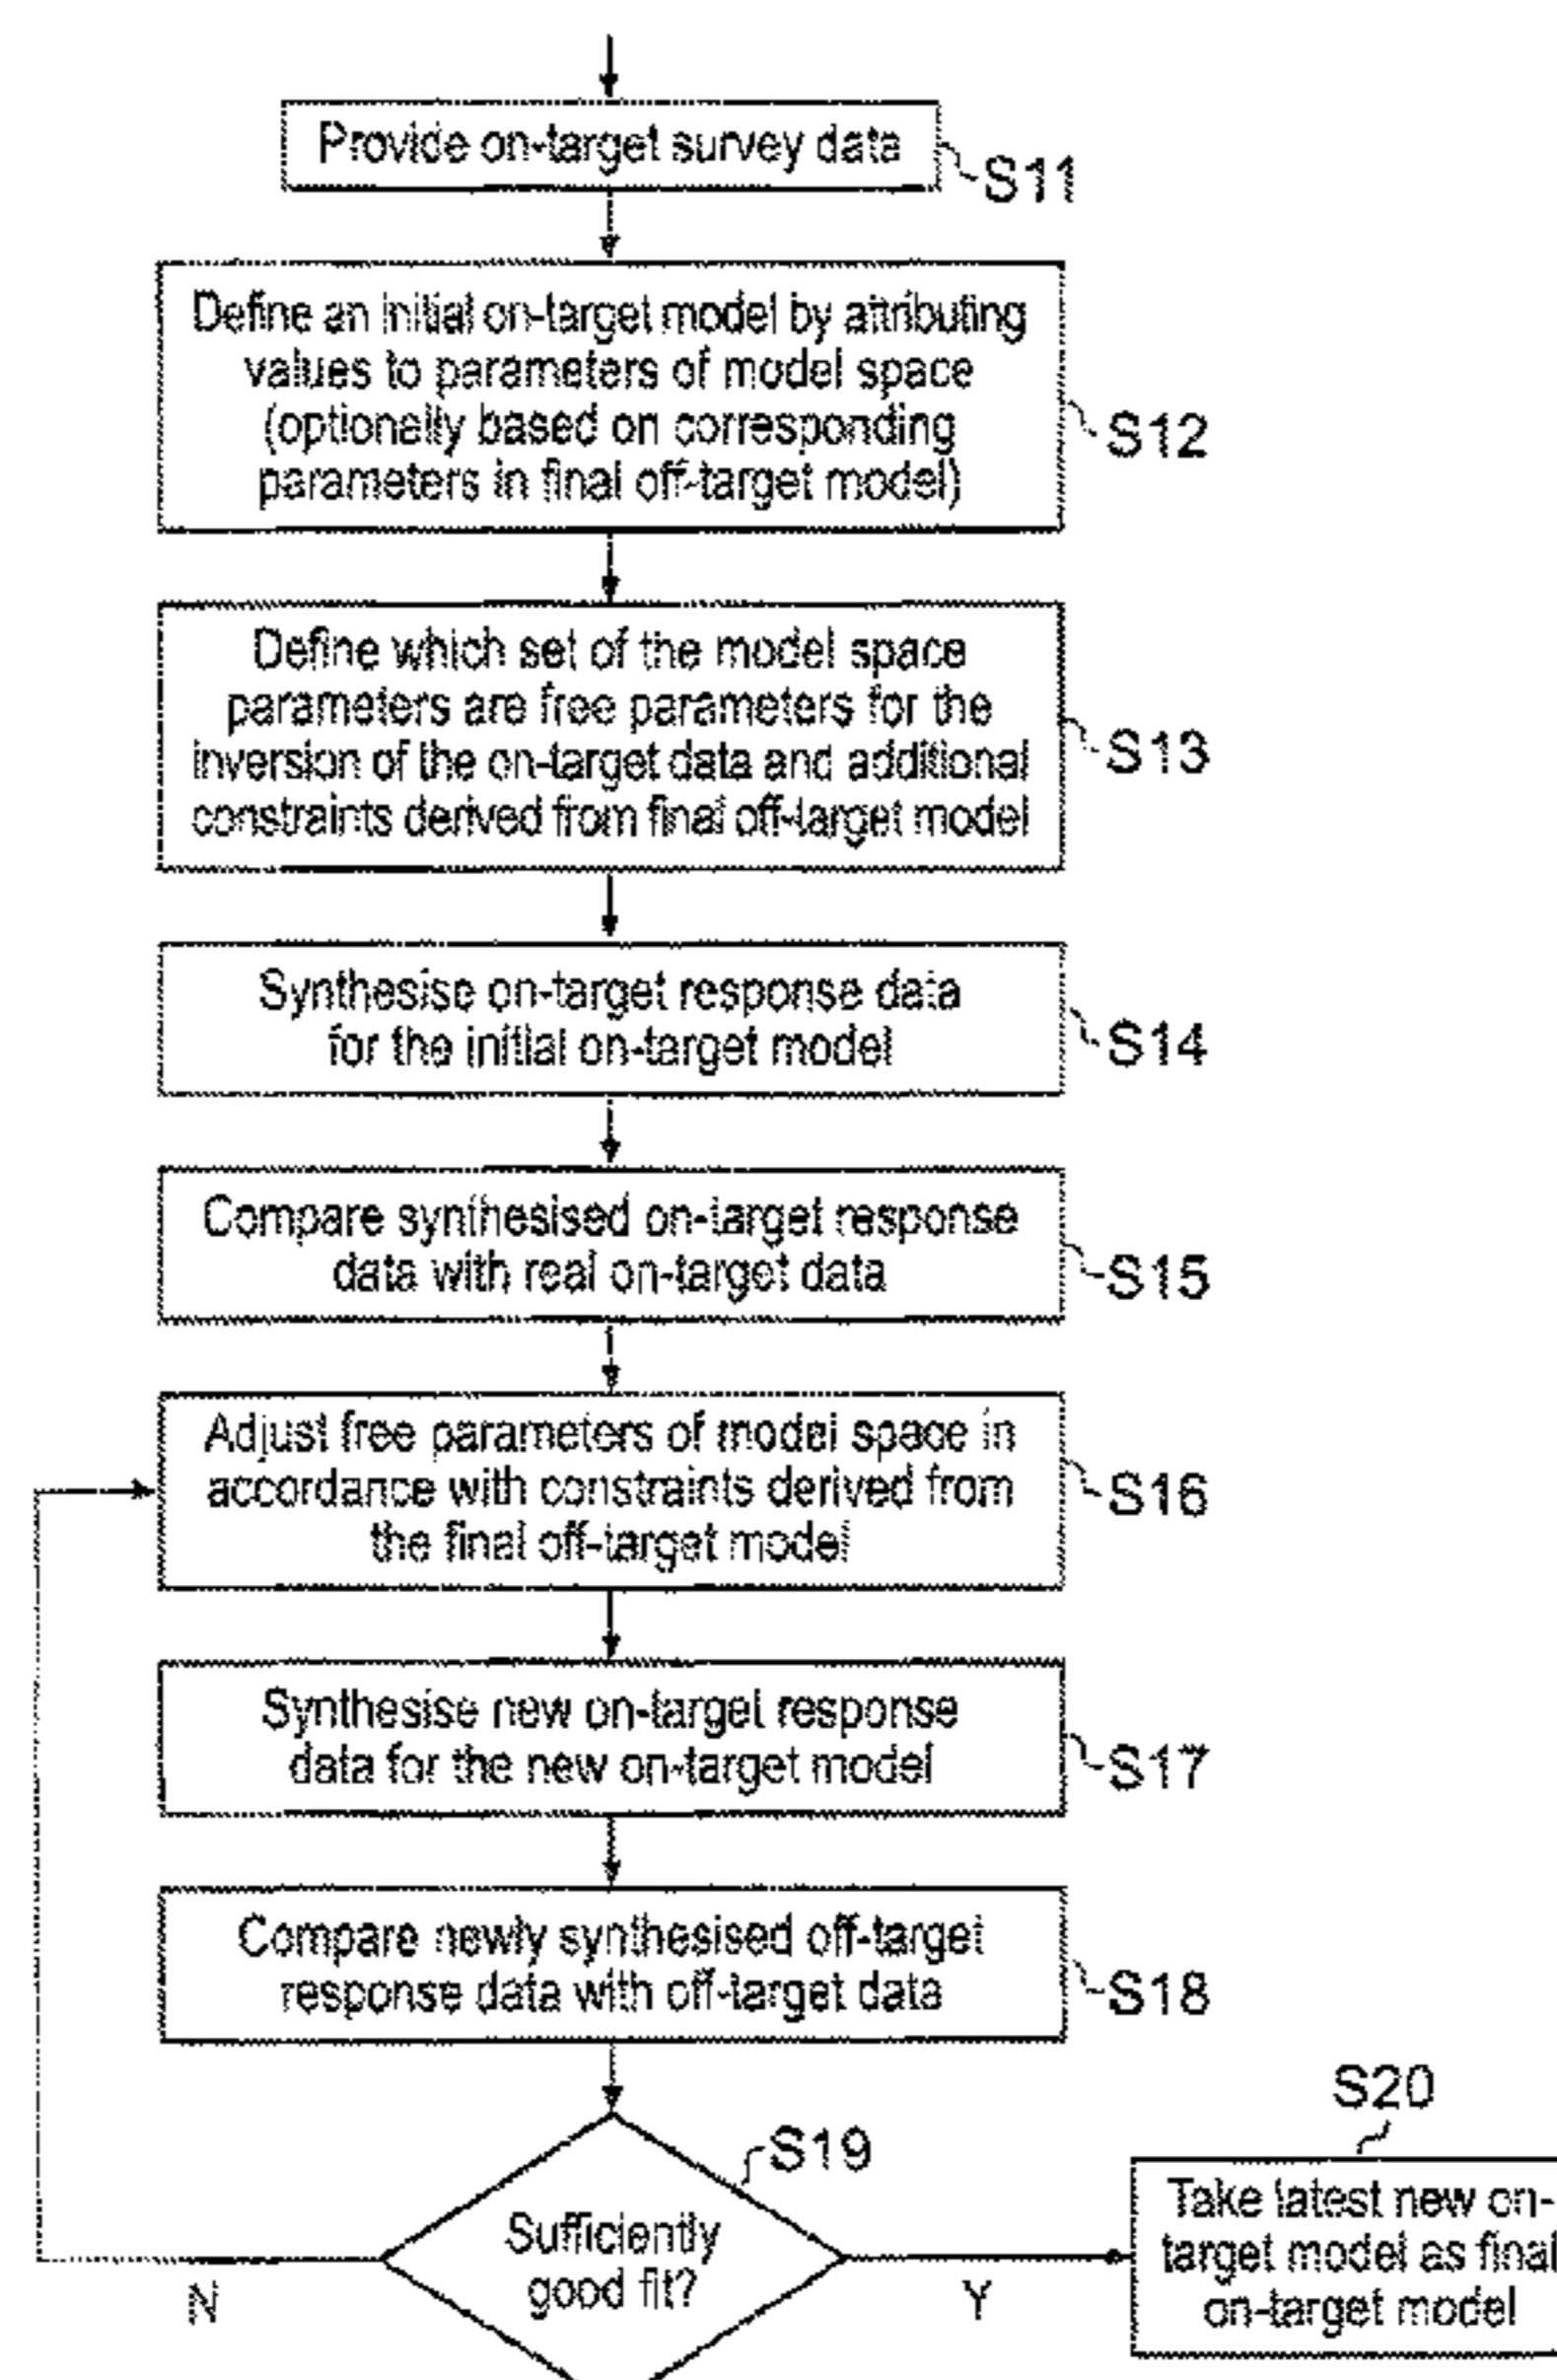 Provide on-target survey data
S11
Define an initial on-target model by attributing
values to parameters of model space
(optionally based on corresponding
parameters in final off-target model)
S12
Define which set of the model space
parameters are free parameters for the
inversion of the on-target data and additional
constraints derived from final off-target model
S13
Synthesise on-target response data
for the initial on-target model
S14
Compare synthesised on-target response
data with real on-target data
S15
Adjust free parameters of model space in
accordance with constraints derived from
the final off-target model
S16
Synthesise new on-target response
data for the new on-target model
S17
Compare newly synthesised off-target
response data with off-target data
S18
S19
Sufficiently
good fit?
N
Y
S20
Take latest new on-
target model as final
on-target model